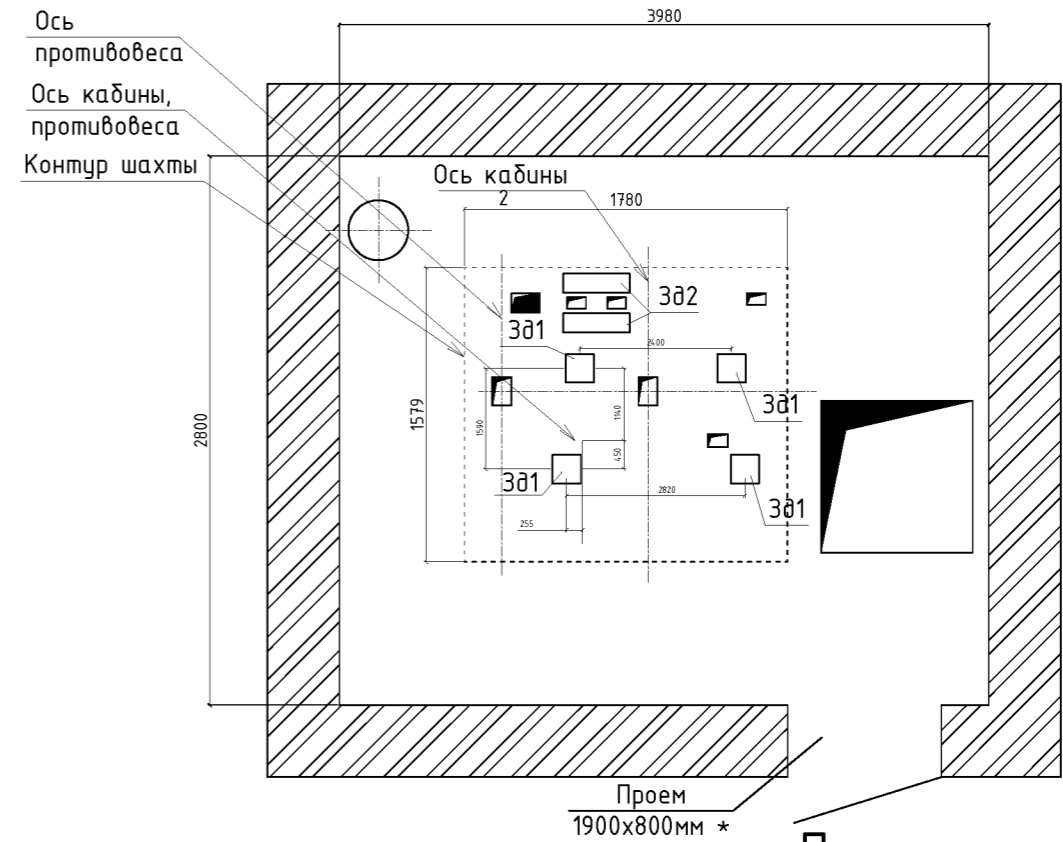 3980
Ось
противовеса
Ось кабины,
противовеса
Контур шахты
Ось кабины
2
1780
Зд2
Зд1
2400
1579
2800
1590
1140
Зд1
450
Зд1
2820
Зд1
255
Проем
1900х800мм *